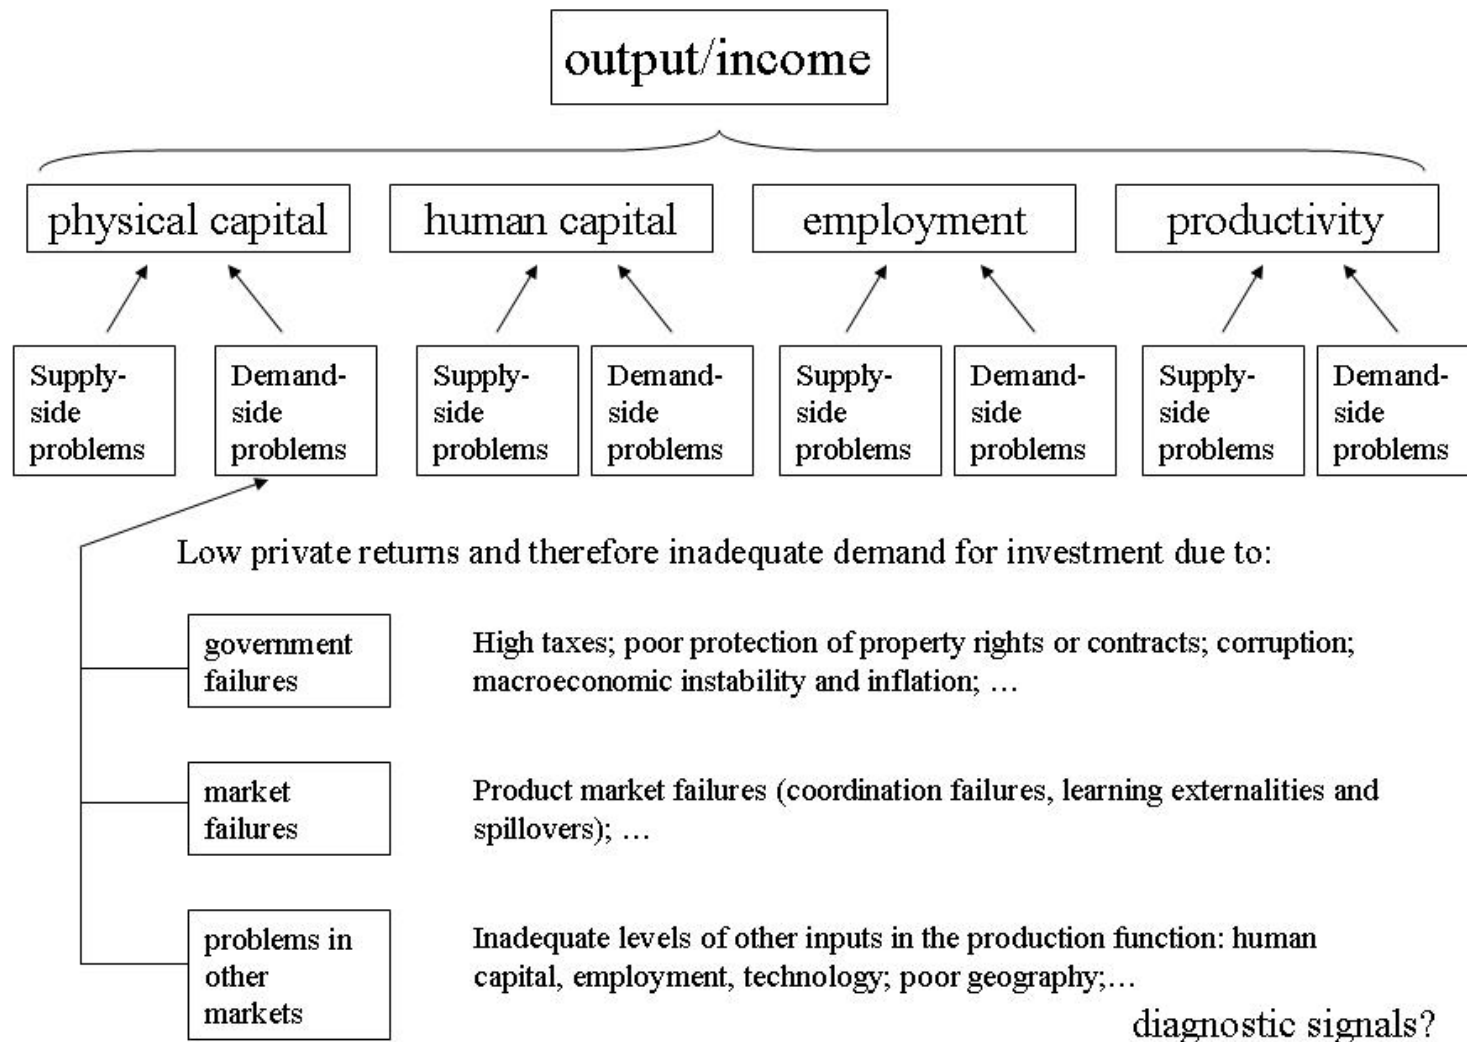 output/income
physical capital
human capital
employment
productivity
Supply-
side
problems
Demand-
side
problems
Supply-
side
problems
Demand-
side
problems
Supply-
side
problems
Demand-
side
problems
Supply-
side
problems
Demand-
side
problems
Low private returns and therefore inadequate demand for investment due to:
government
failures
High taxes; poor protection of property rights or contracts; corruption;
macroeconomic instability and inflation; …
market
failures
Product market failures (coordination failures, learning externalities and
spillovers); …
problems in
other
markets
Inadequate levels of other inputs in the production function: human
capital, employment, technology; poor geography;…
diagnostic signals?